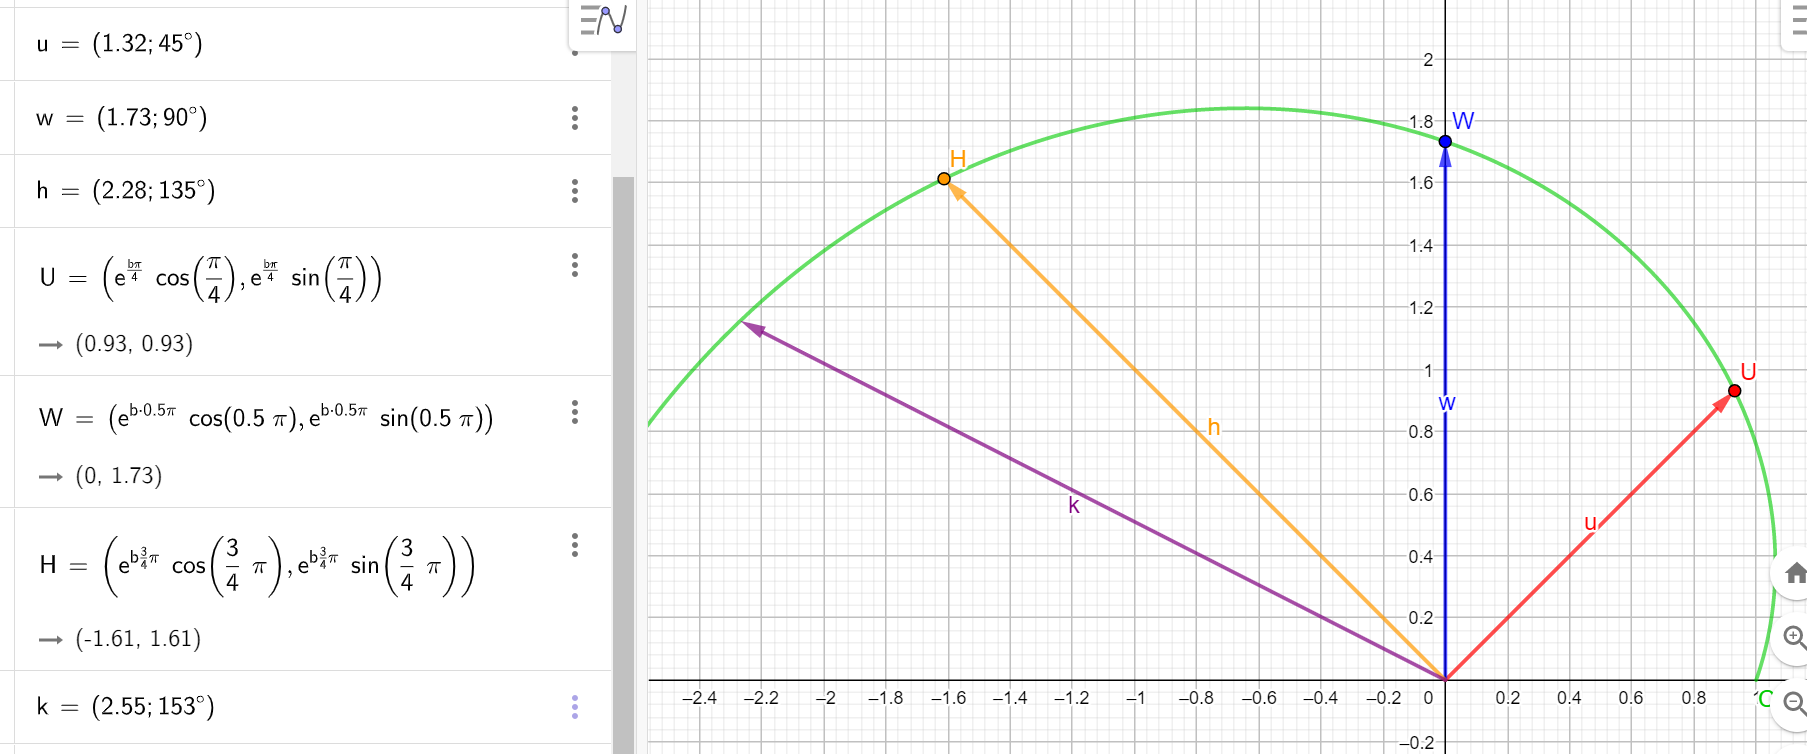 u = (1.32; 45°)
w = (1.73; 90°)
h = (2.28; 135°)
U = (e^(bπ/4) cos(π/4), e^(bπ/4) sin(π/4))
→ (0.93, 0.93)
W = (e^(b·0.5π) cos(0.5 π), e^(b·0.5π) sin(0.5 π))
→ (0, 1.73)
H = (e^(b 3/4 π) cos(3/4 π), e^(b 3/4 π) sin(3/4 π))
→ (-1.61, 1.61)
k = (2.55; 153°)
2
1.8
W
H
1.6
1.4
1.2
1
U
w
h
0.8
0.6
k
u
0.4
0.2
–2.4 –2.2 –2 –1.8 –1.6 –1.4 –1.2 –1 –0.8 –0.6 –0.4 –0.2 0 0.2 0.4 0.6 0.8
–0.2